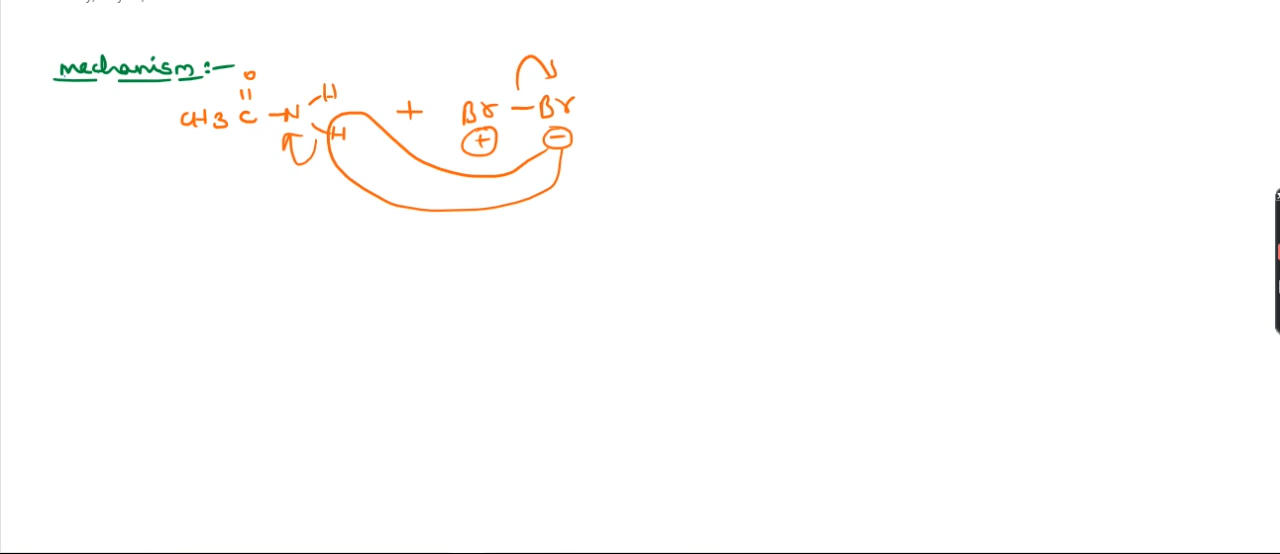 mechanism:-
O
"
CH3 C - N - H + Br - Br
- H + -